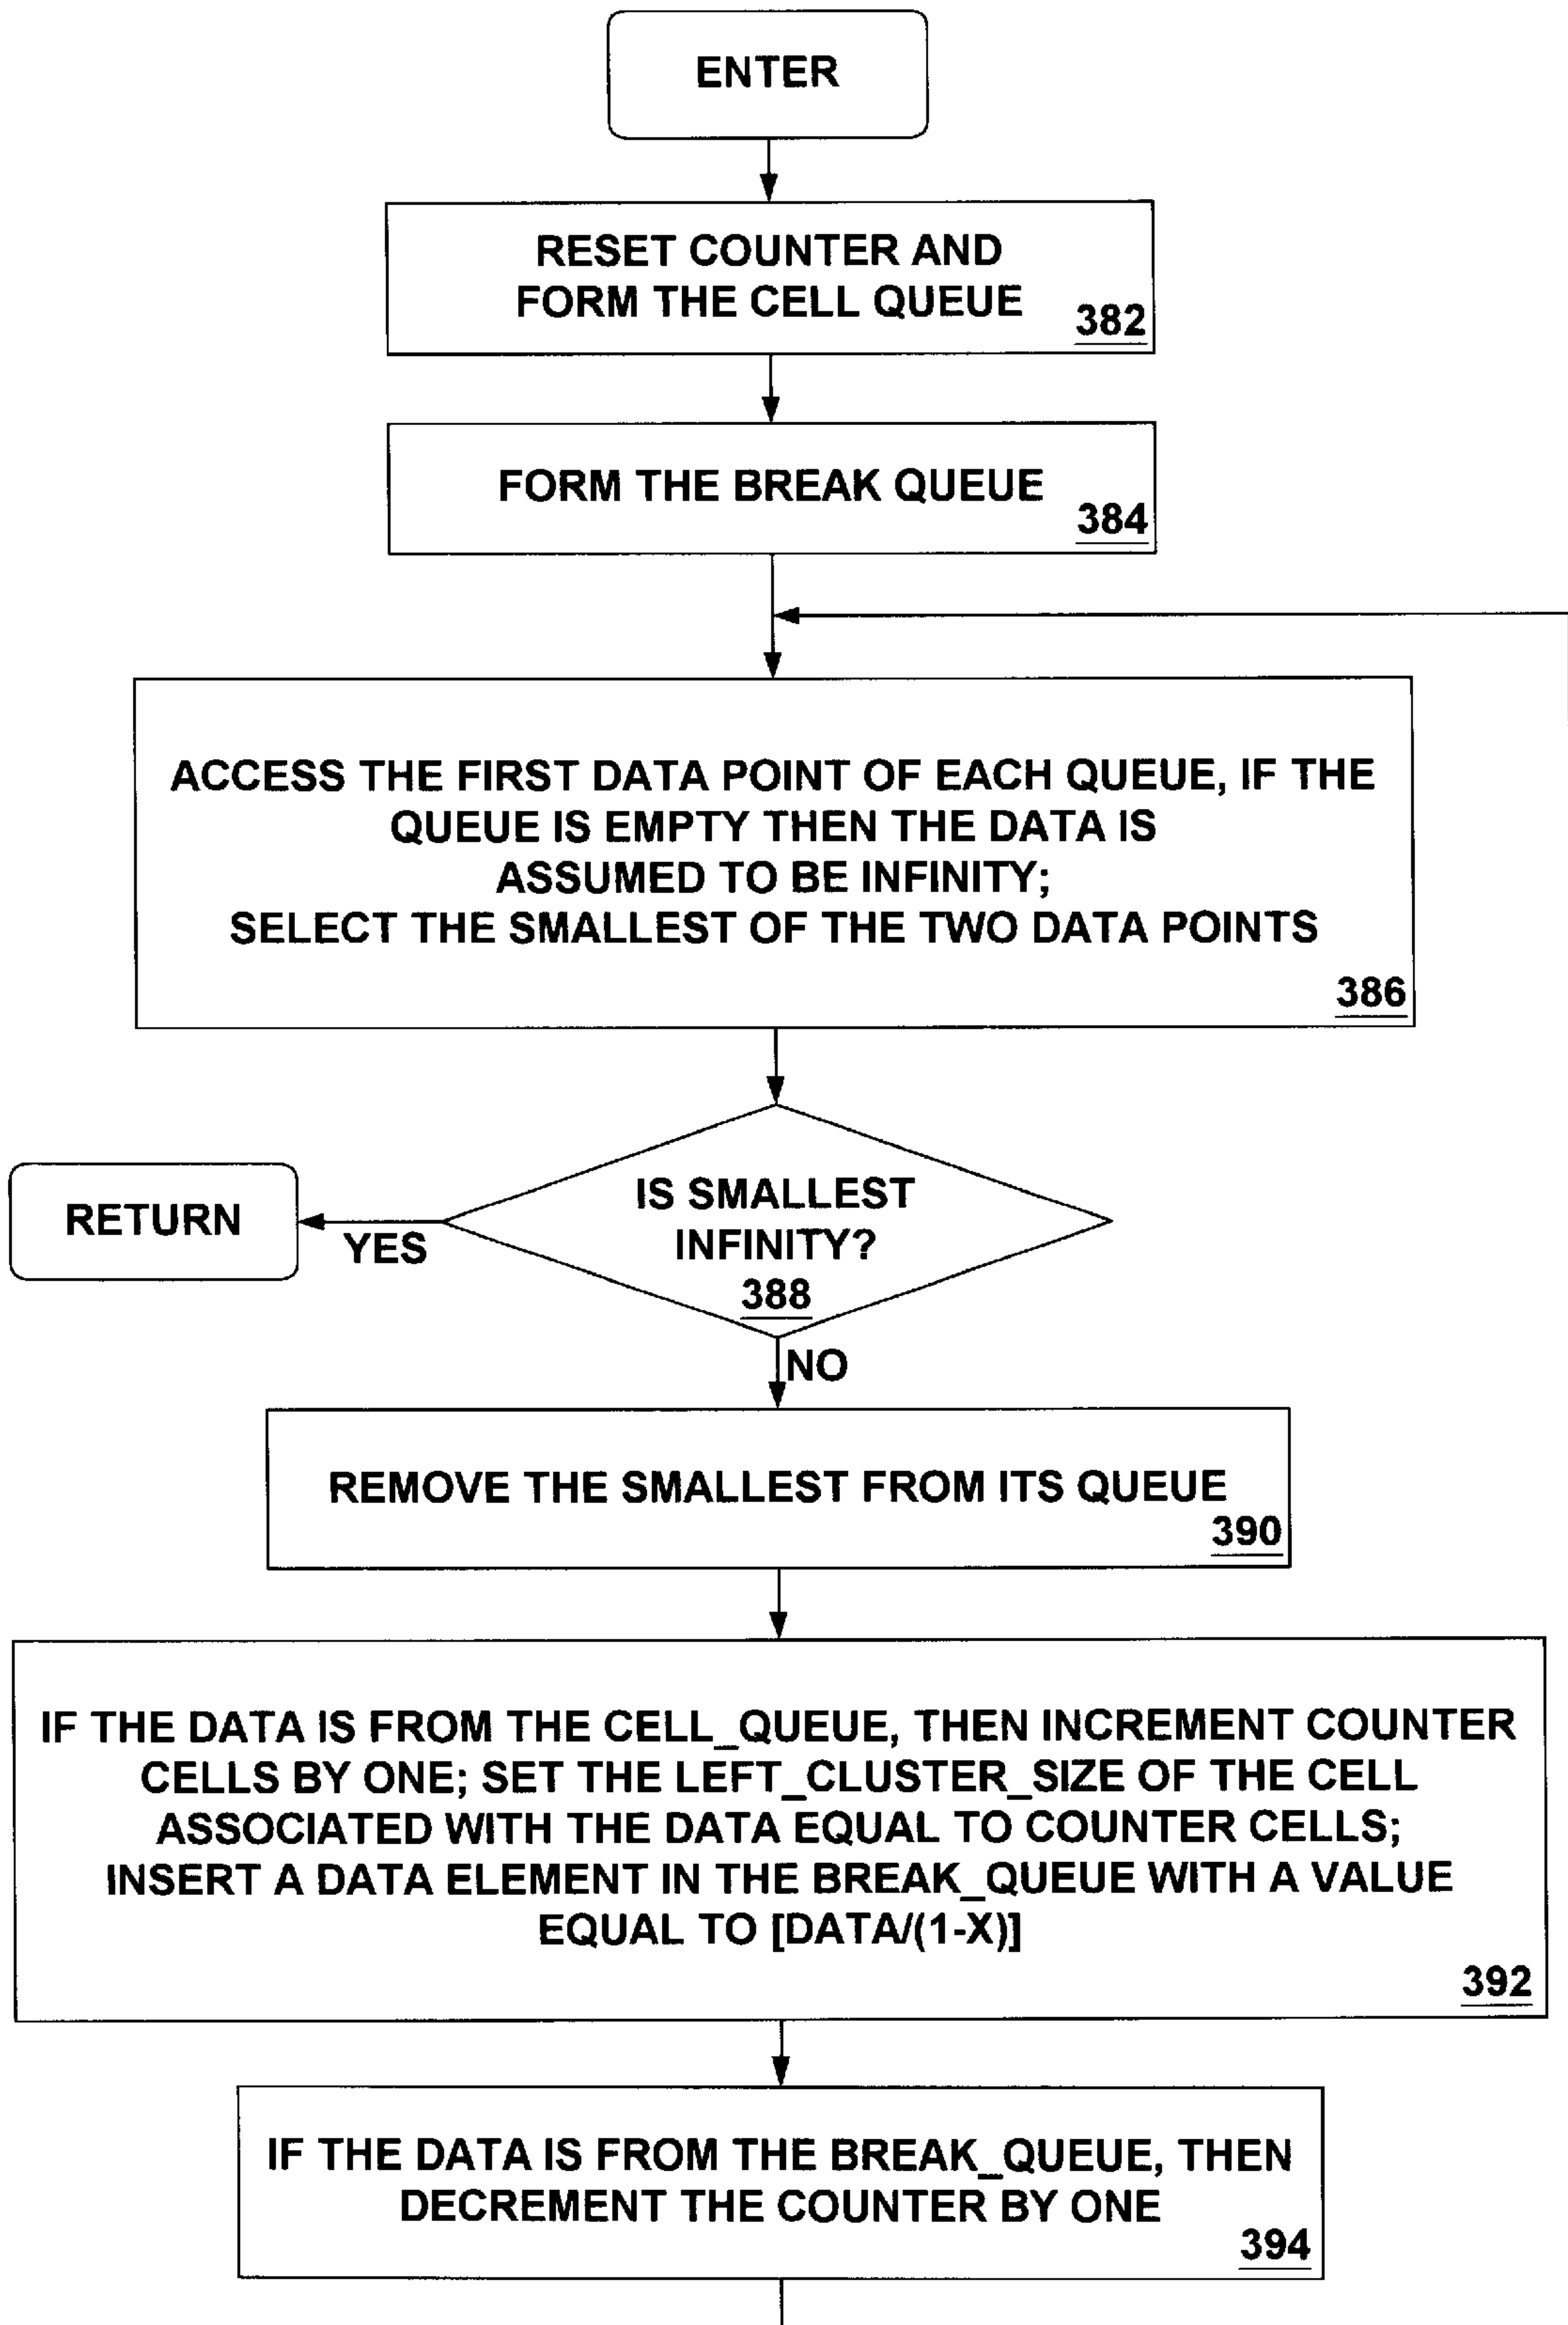 ENTER
RESET COUNTER AND
FORM THE CELL QUEUE
382
FORM THE BREAK QUEUE
384
ACCESS THE FIRST DATA POINT OF EACH QUEUE, IF THE
QUEUE IS EMPTY THEN THE DATA IS
ASSUMED TO BE INFINITY;
SELECT THE SMALLEST OF THE TWO DATA POINTS
386
IS SMALLEST
INFINITY?
388
RETURN
YES
NO
REMOVE THE SMALLEST FROM ITS QUEUE
390
IF THE DATA IS FROM THE CELL_QUEUE, THEN INCREMENT COUNTER
CELLS BY ONE; SET THE LEFT_CLUSTER_SIZE OF THE CELL
ASSOCIATED WITH THE DATA EQUAL TO COUNTER CELLS;
INSERT A DATA ELEMENT IN THE BREAK_QUEUE WITH A VALUE
EQUAL TO [DATA/(1-X)]
392
IF THE DATA IS FROM THE BREAK_QUEUE, THEN
DECREMENT THE COUNTER BY ONE
394